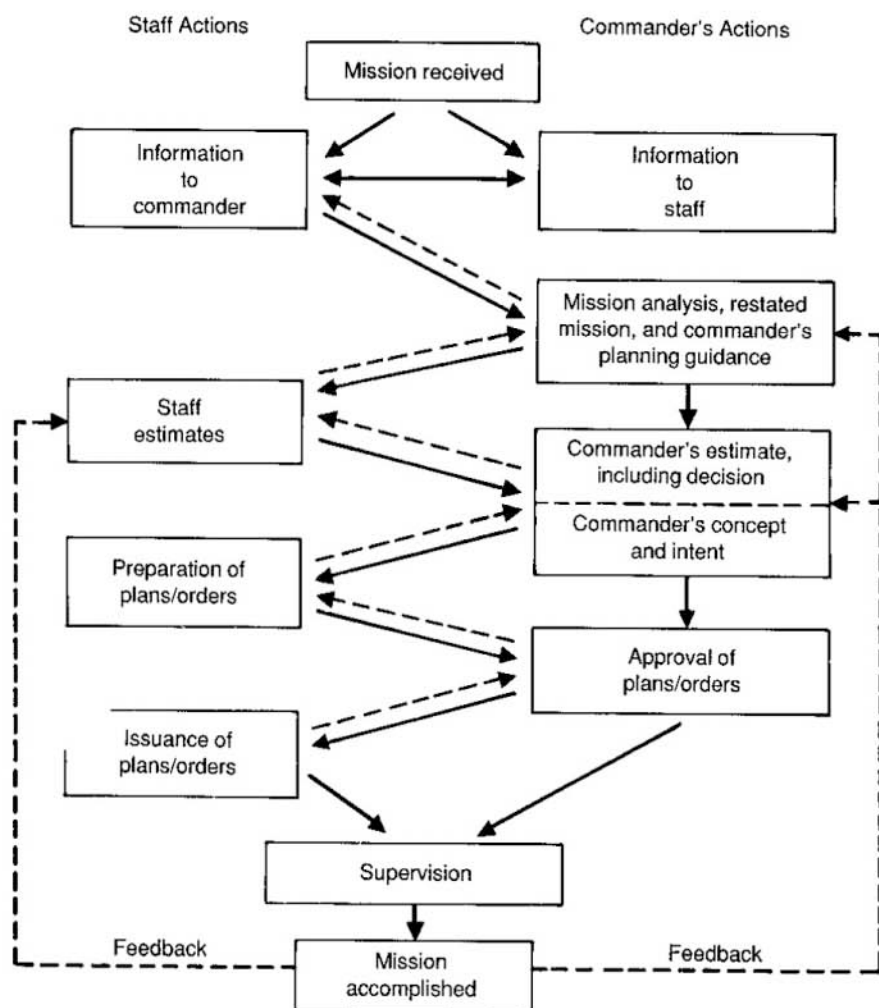 Staff Actions
Commander's Actions
Mission received
Information
to
commander
Information
to
staff
Mission analysis, restated
mission, and commander's
planning guidance
Staff
estimates
Commander's estimate,
including decision
Commander's concept
and intent
Preparation of
plans/orders
Approval of
plans/orders
Issuance of
plans/orders
Supervision
Feedback
Mission
accomplished
Feedback